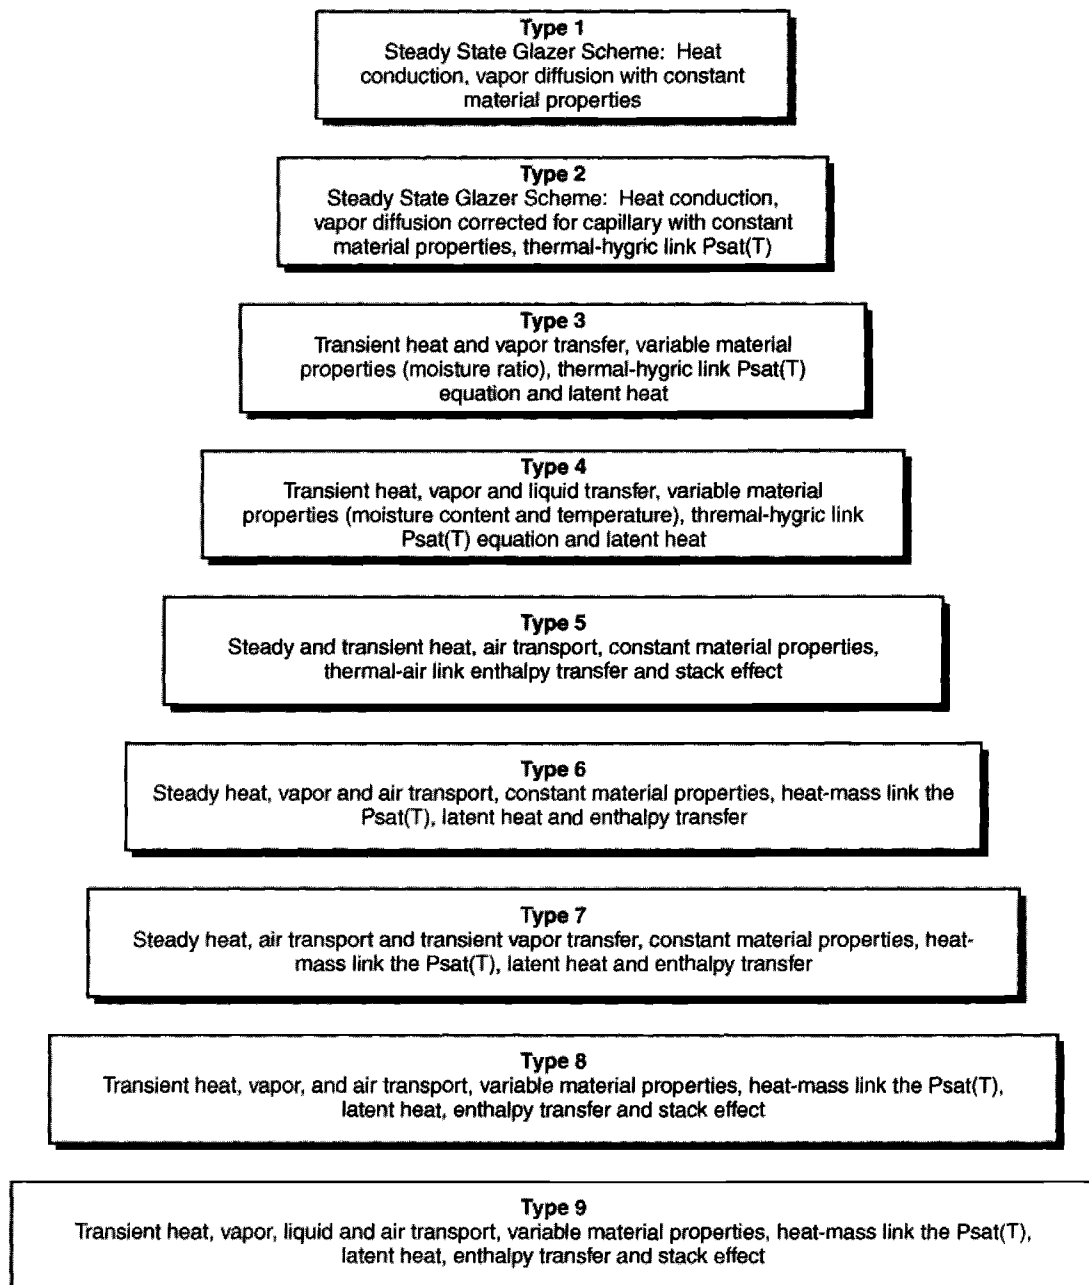 Type 1
Steady State Glazer Scheme: Heat
conduction, vapor diffusion with constant
material properties
Type 2
Steady State Glazer Scheme: Heat conduction,
vapor diffusion corrected for capillary with constant
material properties, thermal-hygric link Psat(T)
Type 3
Transient heat and vapor transfer, variable material
properties (moisture ratio), thermal-hygric link Psat(T)
equation and latent heat
Type 4
Transient heat, vapor and liquid transfer, variable material
properties (moisture content and temperature), thremal-hygric link
Psat(T) equation and latent heat
Type 5
Steady and transient heat, air transport, constant material properties,
thermal-air link enthalpy transfer and stack effect
Type 6
Steady heat, vapor and air transport, constant material properties, heat-mass link the
Psat(T), latent heat and enthalpy transfer
Type 7
Steady heat, air transport and transient vapor transfer, constant material properties, heat-
mass link the Psat(T), latent heat and enthalpy transfer
Type 8
Transient heat, vapor, and air transport, variable material properties, heat-mass link the Psat(T),
latent heat, enthalpy transfer and stack effect
Type 9
Transient heat, vapor, liquid and air transport, variable material properties, heat-mass link the Psat(T),
latent heat, enthalpy transfer and stack effect